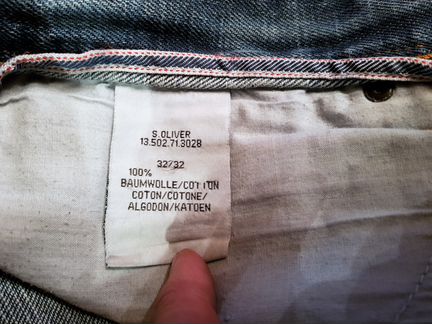 S.OLIVER
13.502.71.3028
32/32
100%
BAUMWOLLE/COTTON
COTON/COTONE/
ALGODON/KATOEN